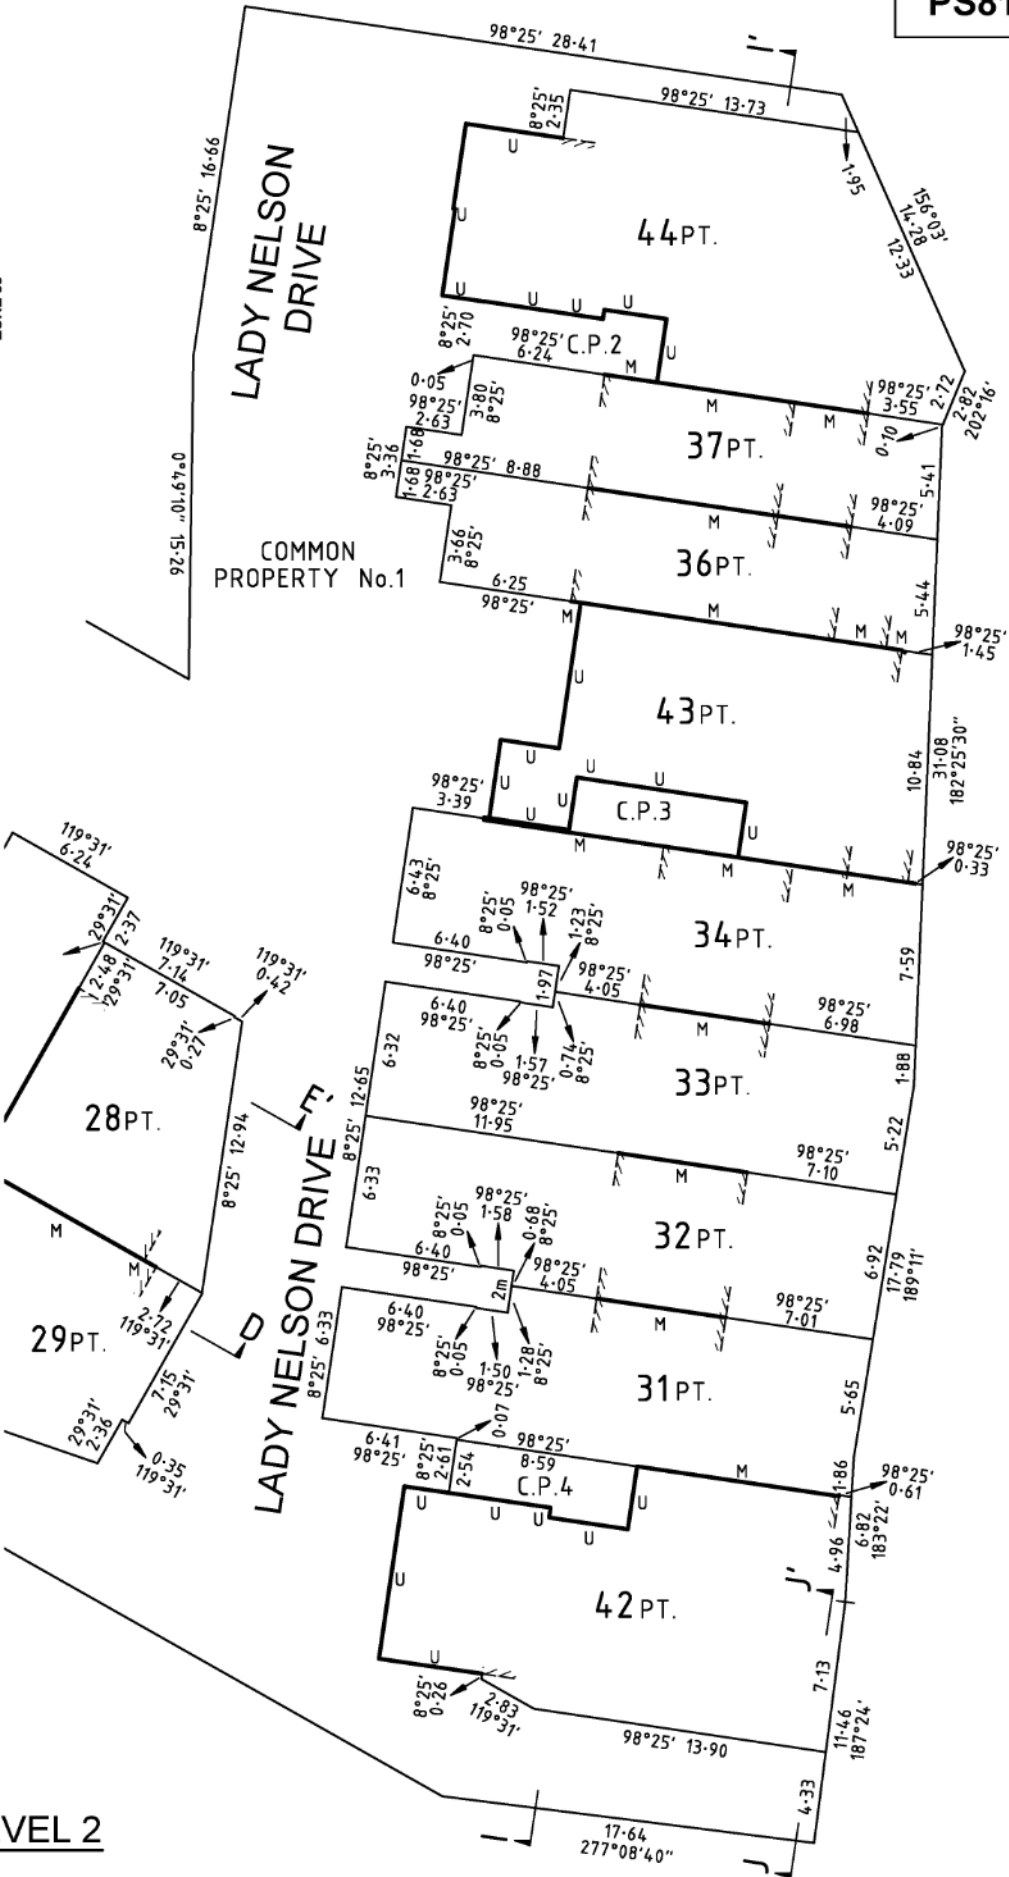 PS81
98°25' 28·41
I'
8°25'
2·35
98°25' 13·73
U
1·95
8°25' 16·66
LADY NELSON
DRIVE
156°03'
14·28
12·33
U
44PT.
U
U
U
U
8°25'
2·70
98°25'
6·24
C.P.2
U
M
0·05
98°25'
2·63
3·80
8°25'
M
M
98°25'
3·55
2·72
2·82
202°16'
0·10
8°25'
3·36
1·68
1·68
98°25' 8·88
98°25'
2·63
37PT.
5·41
0°49'10" 15·26
M
98°25'
4·09
COMMON
PROPERTY No.1
3·66
8°25'
36PT.
6·25
98°25'
M
M
M
M
5·44
98°25'
1·45
U
43PT.
10·84
31·08
182°25'30"
U
U
U
U
U
U
C.P.3
U
98°25'
3·39
M
M
M
98°25'
0·33
119°31'
6·24
6·43
8°25'
6·40
98°25'
8°25'
0·05
98°25'
1·52
1·23
8°25'
34PT.
7·59
29°31'
2·37
119°31'
7·14
7·05
119°31'
0·42
2·48
29°31'
29°31'
0·27
1·97
98°25'
4·05
M
98°25'
6·98
6·40
98°25'
8°25'
0·05
1·57
98°25'
0·74
8°25'
6·32
33PT.
1·88
28PT.
E'
8°25' 12·65
98°25'
11·95
M
98°25'
7·10
5·22
8°25' 12·94
LADY NELSON DRIVE
6·33
8°25'
0·05
98°25'
1·58
0·68
8°25'
32PT.
6·92
17·79
189°11'
M
M
6·40
98°25'
2m
98°25'
4·05
M
98°25'
7·01
2·72
119°31'
D
29PT.
8°25' 6·33
6·40
98°25'
8°25'
0·05
1·50
98°25'
1·28
8°25'
31PT.
5·65
7·15
29°31'
29°31'
2·36
0·35
119°31'
6·41
98°25'
0·07
8°25'
2·61
2·54
98°25'
8·59
C.P.4
M
1·86
98°25'
0·61
U
U
U
U
U
6·82
183°22'
4·96
U
42PT.
J'
U
8°25'
0·26
2·83
119°31'
7·13
98°25' 13·90
11·46
187°24'
4·33
VEL 2
I
17·64
277°08'40"
J